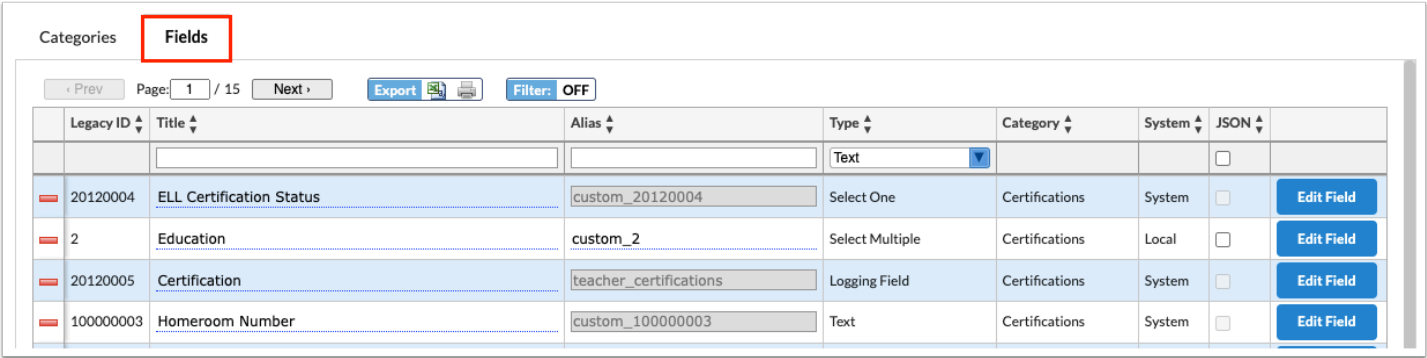 Categories Fields
‹ Prev Page: 1 / 15 Next › Export Filter: OFF
Legacy ID Title Alias Type Category System JSON
Text
20120004 ELL Certification Status custom_20120004 Select One Certifications System Edit Field
2 Education custom_2 Select Multiple Certifications Local Edit Field
20120005 Certification teacher_certifications Logging Field Certifications System Edit Field
100000003 Homeroom Number custom_100000003 Text Certifications System Edit Field